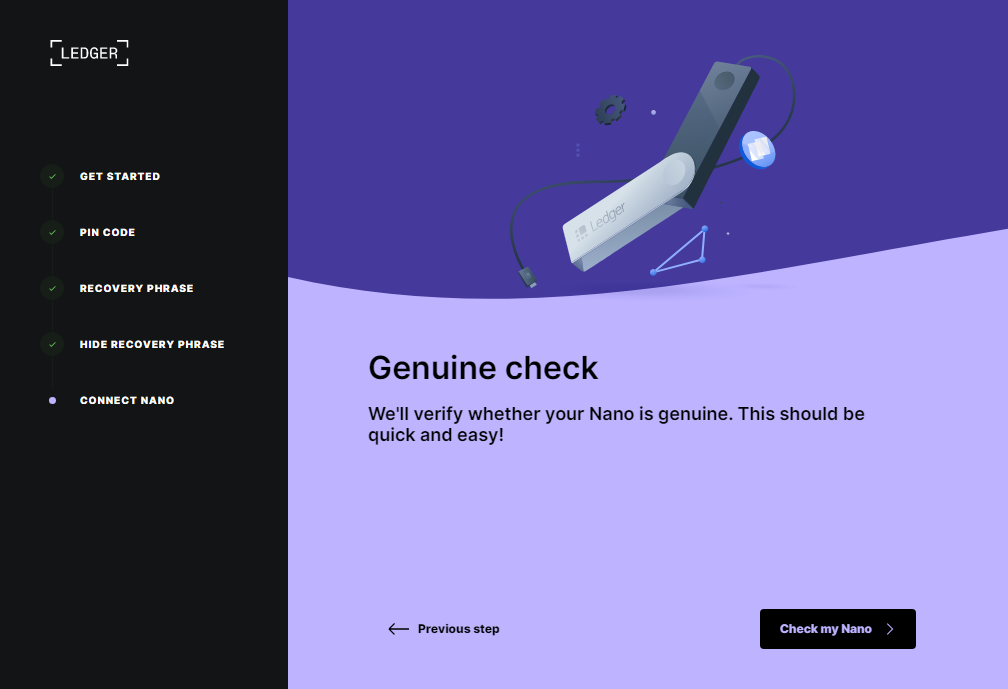 LEDGER
GET STARTED
PIN CODE
RECOVERY PHRASE
HIDE RECOVERY PHRASE
CONNECT NANO
Ledger
Genuine check
We'll verify whether your Nano is genuine. This should be
quick and easy!
Previous step
Check my Nano